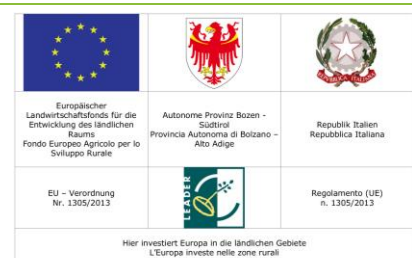 Europäischer
Landwirtschaftsfonds für die
Entwicklung des ländlichen
Raums
Fondo Europeo Agricolo per lo
Sviluppo Rurale
Autonome Provinz Bozen -
Südtirol
Provincia Autonoma di Bolzano –
Alto Adige
Republik Italien
Repubblica Italiana
EU – Verordnung
Nr. 1305/2013
LEADER
Regolamento (UE)
n. 1305/2013
Hier investiert Europa in die ländlichen Gebiete
L'Europa investe nelle zone rurali